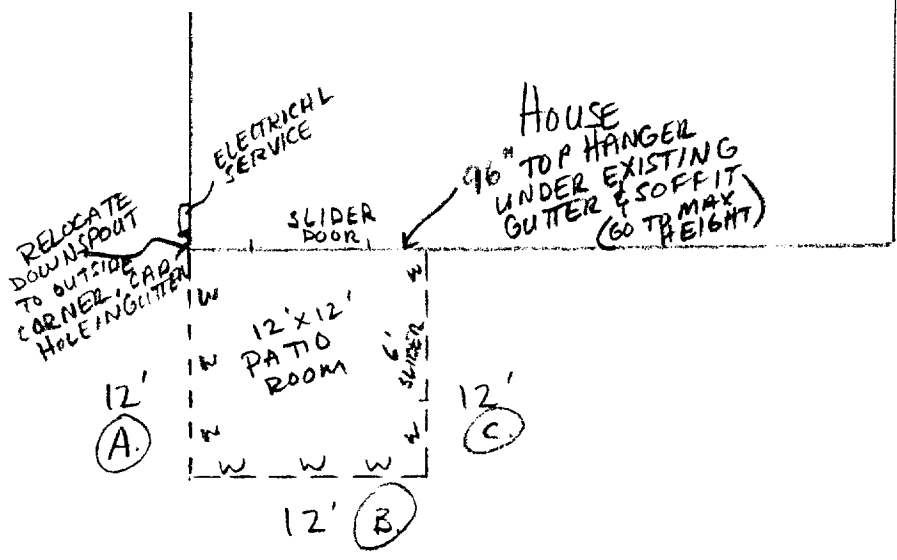 ELECTRICAL
SERVICE
HOUSE
96" TOP HANGER
UNDER EXISTING
GUTTER & SOFFIT
(GO TO MAX
HEIGHT)
RELOCATE
DOWNSPOUT
TO OUTSIDE
CORNER, CAP
HOLE IN GUTTER
SLIDER
DOOR
W
W
W
12'x12'
PATIO
ROOM
W
6'
SLIDER
W
12'
A.
12'
C.
W
W
W
12'
B.